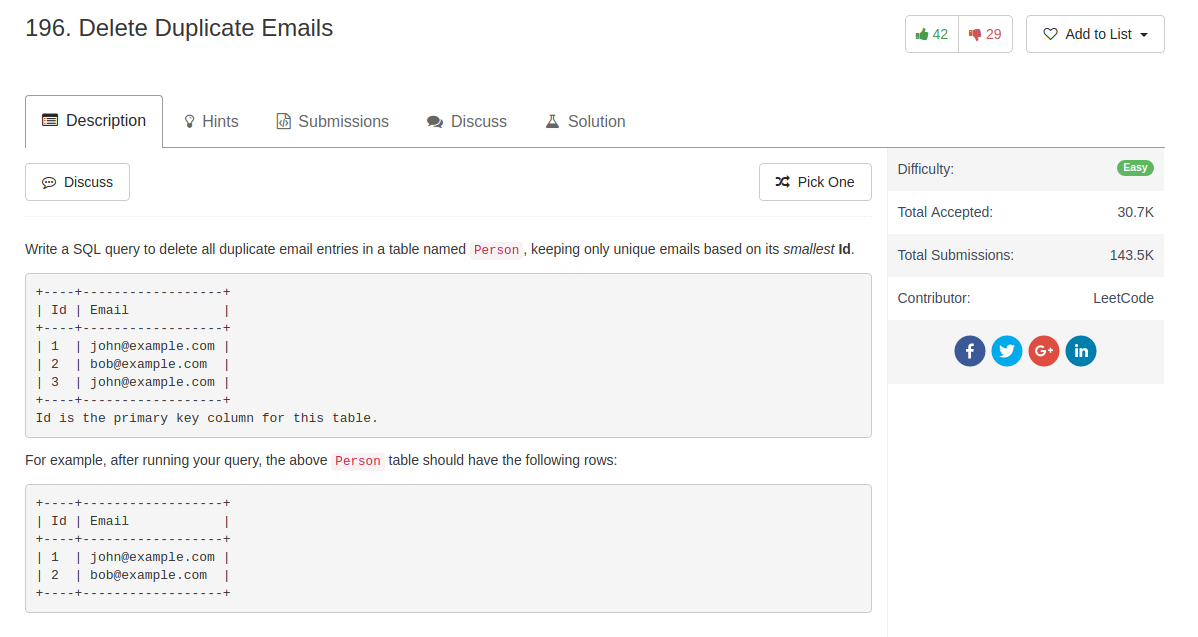 196. Delete Duplicate Emails
42
29
Add to List
Description
Hints
Submissions
Discuss
Solution
Discuss
Pick One
Difficulty:
Easy
Total Accepted:
30.7K
Total Submissions:
143.5K
Contributor:
LeetCode
Write a SQL query to delete all duplicate email entries in a table named Person, keeping only unique emails based on its smallest Id.
+----+------------------+
| Id | Email            |
+----+------------------+
| 1  | john@example.com |
| 2  | bob@example.com  |
| 3  | john@example.com |
+----+------------------+
Id is the primary key column for this table.
For example, after running your query, the above Person table should have the following rows:
+----+------------------+
| Id | Email            |
+----+------------------+
| 1  | john@example.com |
| 2  | bob@example.com  |
+----+------------------+